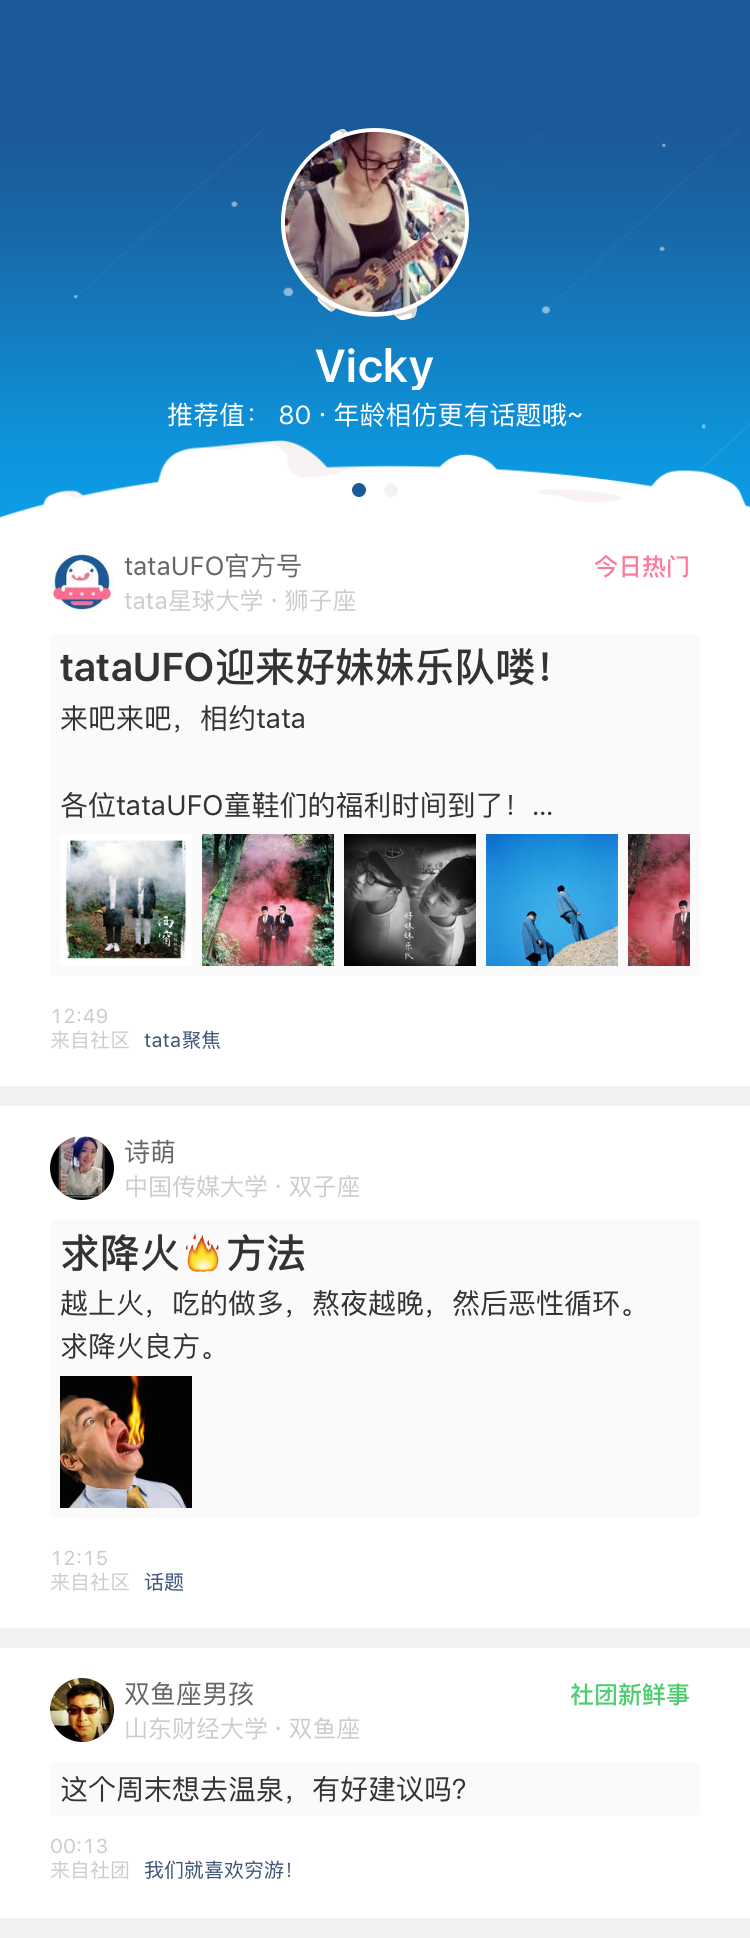 Vicky
推荐值： 80 · 年龄相仿更有话题哦~
tataUFO官方号
今日热门
tata星球大学 · 狮子座
tataUFO迎来好妹妹乐队喽！
来吧来吧，相约tata
各位tataUFO童鞋们的福利时间到了！...
西窗
好妹妹乐队
12:49
来自社区 tata聚焦
诗萌
中国传媒大学 · 双子座
求降火🔥方法
越上火，吃的做多，熬夜越晚，然后恶性循环。
求降火良方。
12:15
来自社区 话题
双鱼座男孩
社团新鲜事
山东财经大学 · 双鱼座
这个周末想去温泉，有好建议吗？
00:13
来自社团 我们就喜欢穷游！